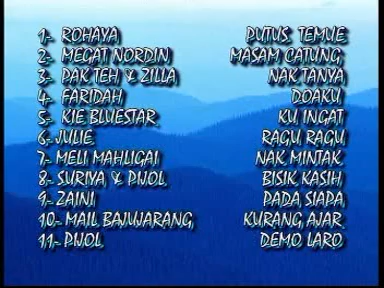 1- ROHAYA PUTUS TEMUE
2- MEGAT NORDIN MASAM CATUNG
3- PAK TEH & ZILLA NAK TANYA
4- FARIDAH DOAKU
5- KIE BLUESTAR KU INGAT
6- JULIE RAGU RAGU
7- MELI MAHLIGAI NAK MINTAK
8- SURIYA & PIJOL BISIK KASIH
9- ZAINI PADA SIAPA
10- MAIL BAJUJARANG KURANG AJAR
11- PIJOL DEMO LARO